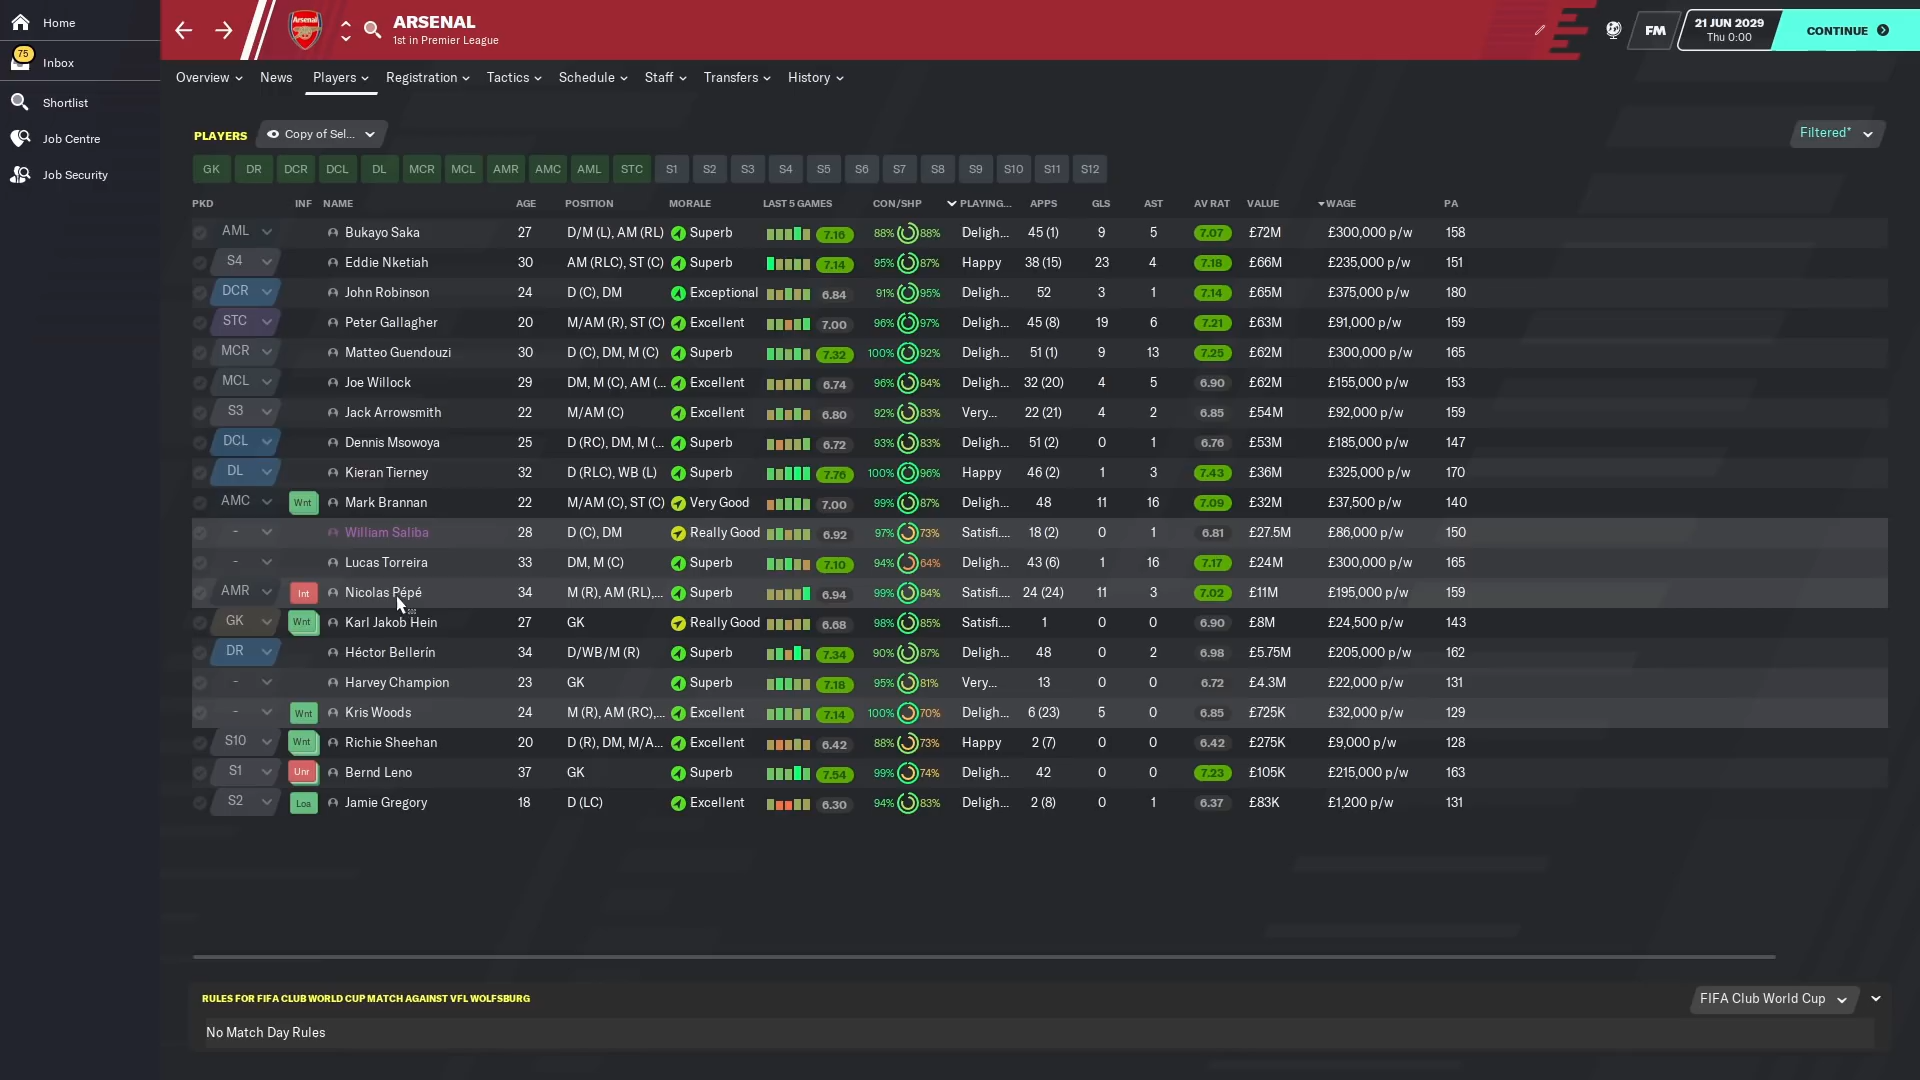 Home
75
Inbox
Shortlist
Job Centre
Job Security
Arsenal
ARSENAL
1st in Premier League
FM
21 JUN 2029
Thu 0:00
CONTINUE
Overview News Players Registration Tactics Schedule Staff Transfers History
PLAYERS Copy of Sel... Filtered*
GK DR DCR DCL DL MCR MCL AMR AMC AML STC S1 S2 S3 S4 S5 S6 S7 S8 S9 S10 S11 S12
PKD INF NAME AGE POSITION MORALE LAST 5 GAMES CON/SHP PLAYING... APPS GLS AST AV RAT VALUE WAGE PA
AML Bukayo Saka 27 D/M (L), AM (RL) Superb 7.16 88% 88% Deligh... 45 (1) 9 5 7.07 £72M £300,000 p/w 158
S4 Eddie Nketiah 30 AM (RLC), ST (C) Superb 7.14 95% 87% Happy 38 (15) 23 4 7.18 £66M £235,000 p/w 151
DCR John Robinson 24 D (C), DM Exceptional 6.84 91% 95% Deligh... 52 3 1 7.14 £65M £375,000 p/w 180
STC Peter Gallagher 20 M/AM (R), ST (C) Excellent 7.00 96% 97% Deligh... 45 (8) 19 6 7.21 £63M £91,000 p/w 159
MCR Matteo Guendouzi 30 D (C), DM, M (C) Superb 7.32 100% 92% Deligh... 51 (1) 9 13 7.25 £62M £300,000 p/w 165
MCL Joe Willock 29 DM, M (C), AM (... Excellent 6.74 96% 84% Deligh... 32 (20) 4 5 6.90 £62M £155,000 p/w 153
S3 Jack Arrowsmith 22 M/AM (C) Excellent 6.80 92% 83% Very... 22 (21) 4 2 6.85 £54M £92,000 p/w 159
DCL Dennis Msowoya 25 D (RC), DM, M (... Superb 6.72 93% 83% Deligh... 51 (2) 0 1 6.76 £53M £185,000 p/w 147
DL Kieran Tierney 32 D (RLC), WB (L) Superb 7.76 100% 96% Happy 46 (2) 1 3 7.43 £36M £325,000 p/w 170
AMC Wnt Mark Brannan 22 M/AM (C), ST (C) Very Good 7.00 99% 87% Deligh... 48 11 16 7.09 £32M £37,500 p/w 140
- William Saliba 28 D (C), DM Really Good 6.92 97% 73% Satisfi.... 18 (2) 0 1 6.81 £27.5M £86,000 p/w 150
- Lucas Torreira 33 DM, M (C) Superb 7.10 94% 64% Deligh... 43 (6) 1 16 7.17 £24M £300,000 p/w 165
AMR Int Nicolas Pépé 34 M (R), AM (RL),... Superb 6.94 99% 84% Satisfi.... 24 (24) 11 3 7.02 £11M £195,000 p/w 159
GK Wnt Karl Jakob Hein 27 GK Really Good 6.68 98% 85% Satisfi.... 1 0 0 6.90 £8M £24,500 p/w 143
DR Héctor Bellerín 34 D/WB/M (R) Superb 7.34 90% 87% Deligh... 48 0 2 6.98 £5.75M £205,000 p/w 162
- Harvey Champion 23 GK Superb 7.18 95% 81% Very... 13 0 0 6.72 £4.3M £22,000 p/w 131
- Wnt Kris Woods 24 M (R), AM (RC),... Excellent 7.14 100% 70% Deligh... 6 (23) 5 0 6.85 £725K £32,000 p/w 129
S10 Wnt Richie Sheehan 20 D (R), DM, M/A... Excellent 6.42 88% 73% Happy 2 (7) 0 0 6.42 £275K £9,000 p/w 128
S1 Unr Bernd Leno 37 GK Superb 7.54 99% 74% Deligh... 42 0 0 7.23 £105K £215,000 p/w 163
S2 Loa Jamie Gregory 18 D (LC) Excellent 6.30 94% 83% Deligh... 2 (8) 0 1 6.37 £83K £1,200 p/w 131
RULES FOR FIFA CLUB WORLD CUP MATCH AGAINST VFL WOLFSBURG FIFA Club World Cup
No Match Day Rules